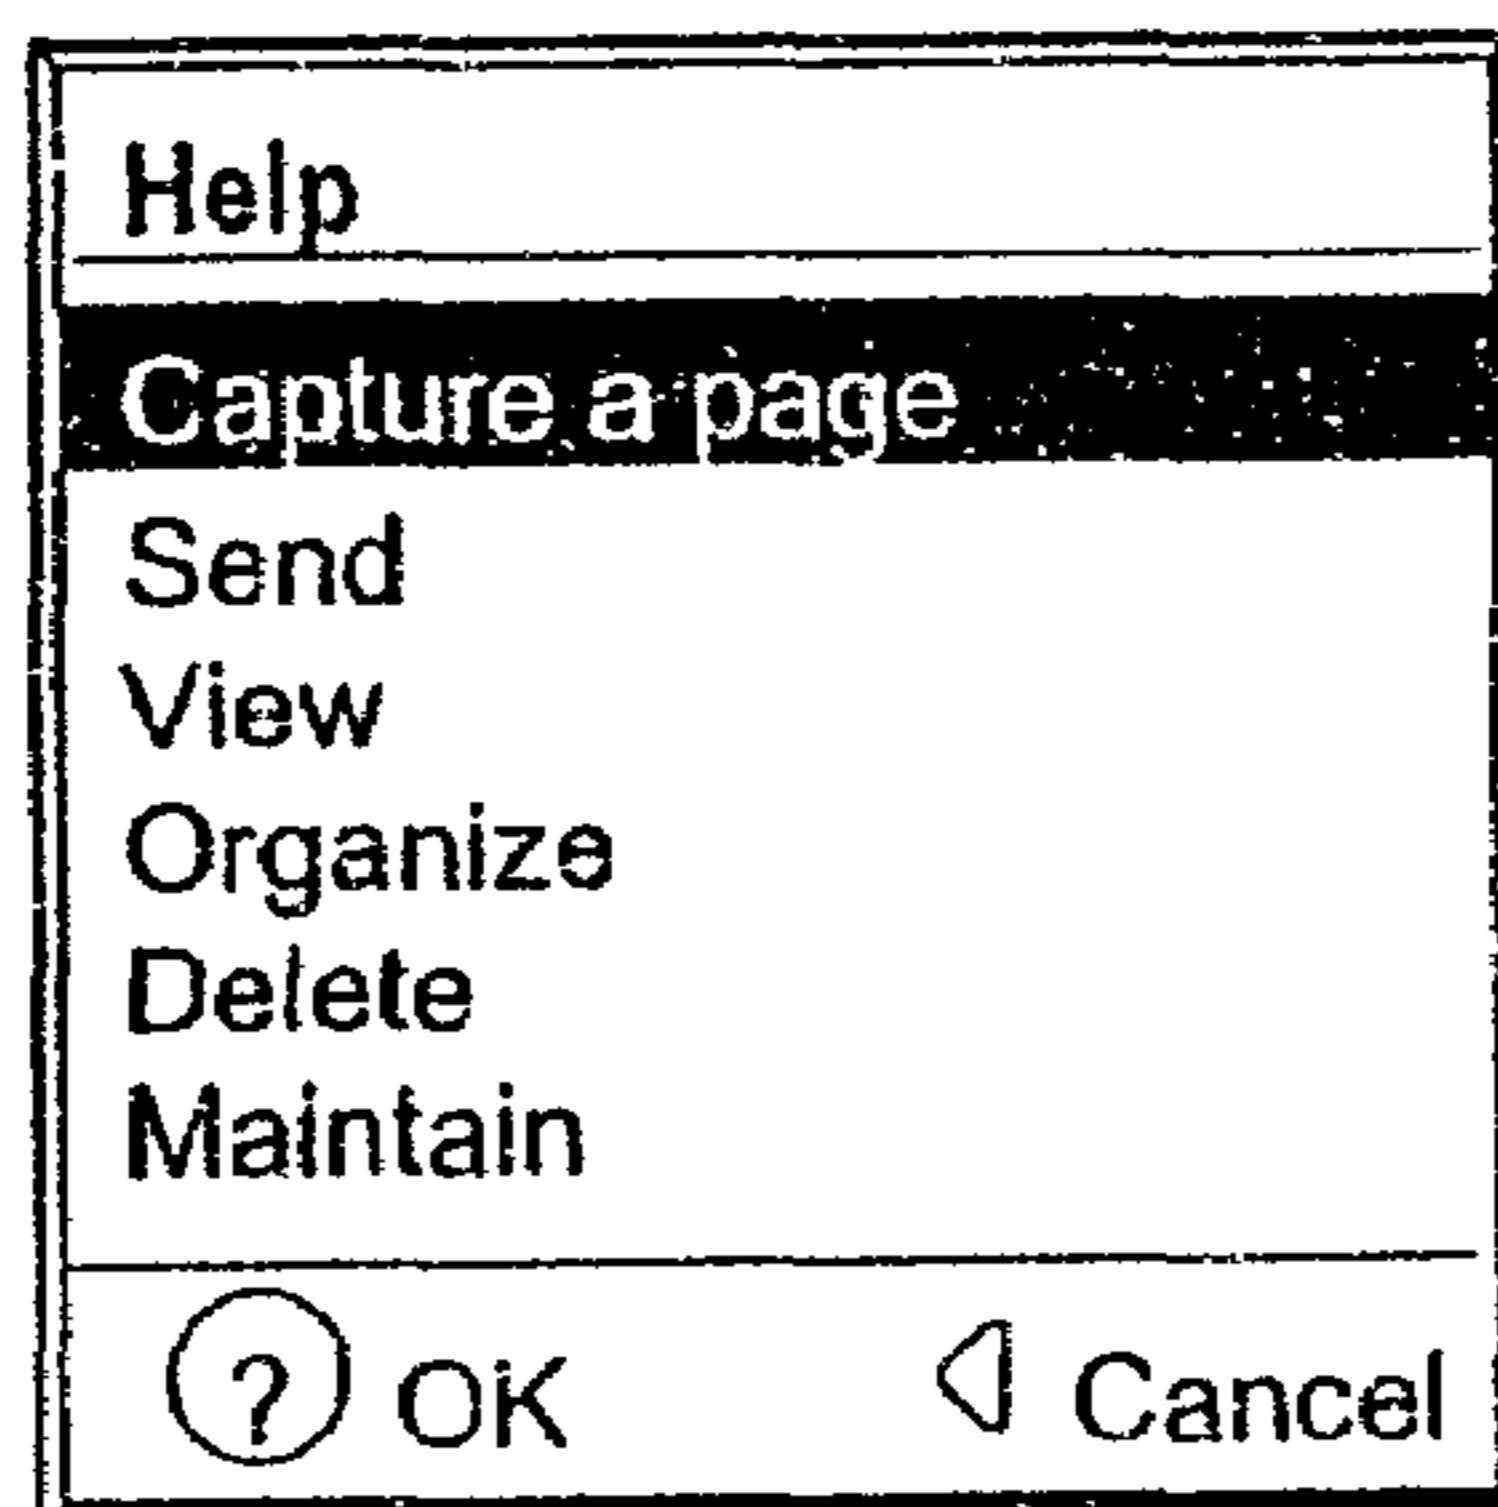 Help
Capture a page
Send
View
Organize
Delete
Maintain
? OK Cancel